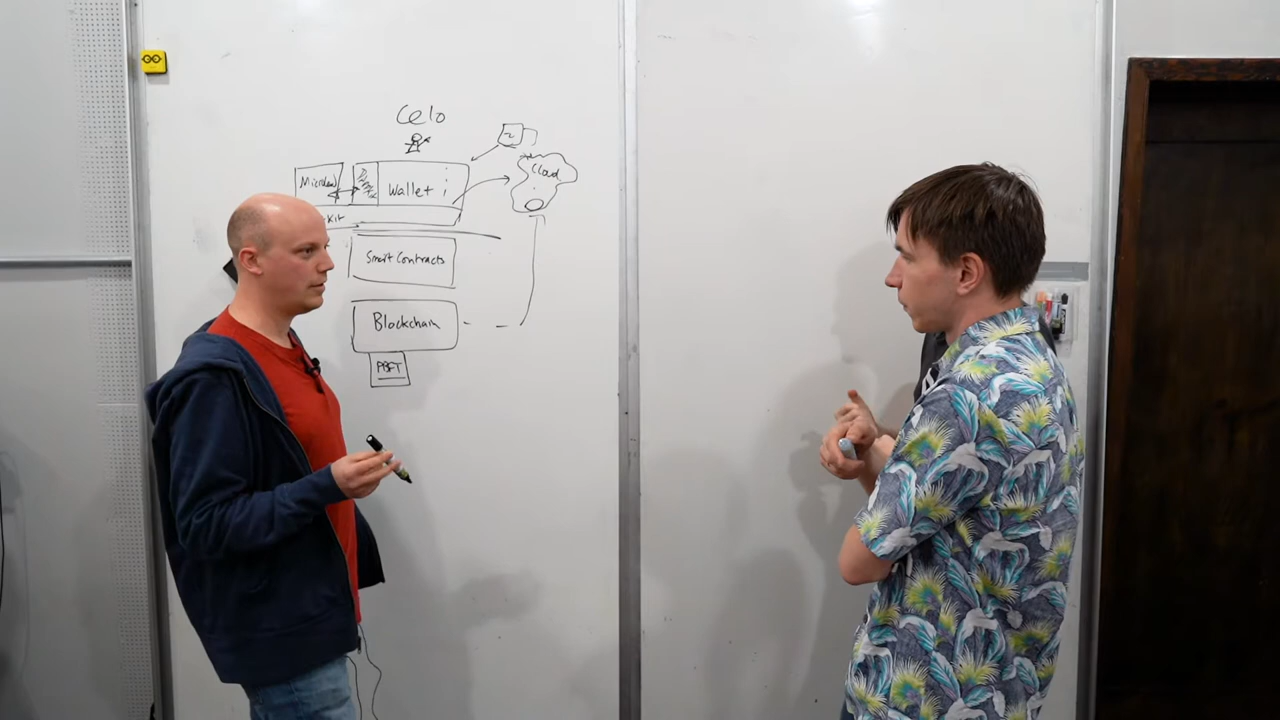 Celo
Wallet
Cloud
Kit
Smart Contracts
Blockchain
PBFT